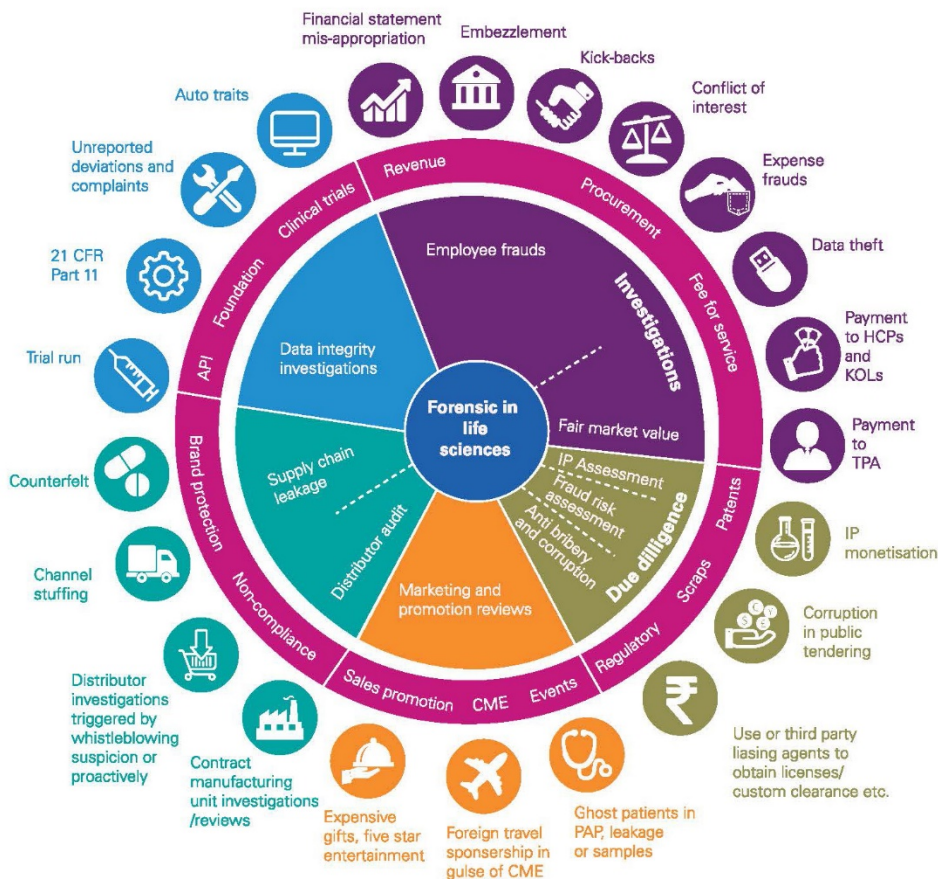 Financial statement
mis-appropriation
Embezzlement
Kick-backs
Conflict of
interest
Expense
frauds
Data theft
Payment
to HCPs
and
KOLs
Payment
to
TPA
IP
monetisation
Corruption
in public
tendering
Use or third party
liasing agents to
obtain licenses/
custom clearance etc.
Ghost patients in
PAP, leakage
or samples
Foreign travel
sponsership in
gulse of CME
Expensive
gifts, five star
entertainment
Contract
manufacturing
unit investigations
/reviews
Distributor
investigations
triggered by
whistleblowing
suspicion or
proactively
Channel
stuffing
Counterfelt
Trial run
21 CFR
Part 11
Unreported
deviations and
complaints
Auto traits
Revenue
Procurement
Fee for service
Patents
Scraps
Regulatory
Events
CME
Sales promotion
Non-compliance
Brand protection
API
Foundation
Clinical trials
Employee frauds
Investigations
Fair market value
IP Assessment
Fraud risk
assessment
Anti bribery
and corruption
Due dilligence
Marketing and
promotion reviews
Distributor audit
Supply chain
leakage
Data integrity
investigations
Forensic in
life
sciences
€
¥
$
£
₹